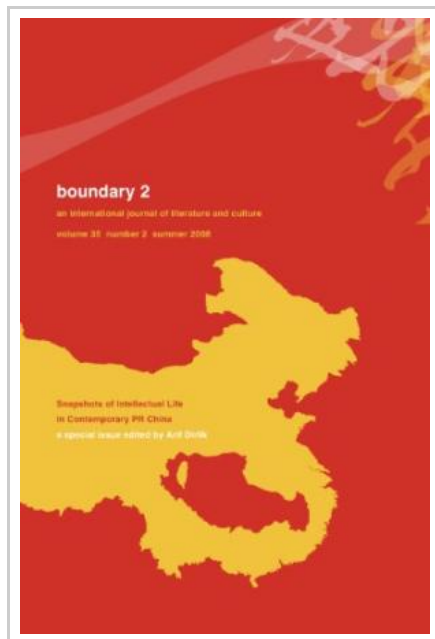 boundary 2
an international journal of literature and culture
volume 35 number 2 summer 2008
Snapshots of Intellectual Life
in Contemporary PR China
a special issue edited by Arif Dirlik